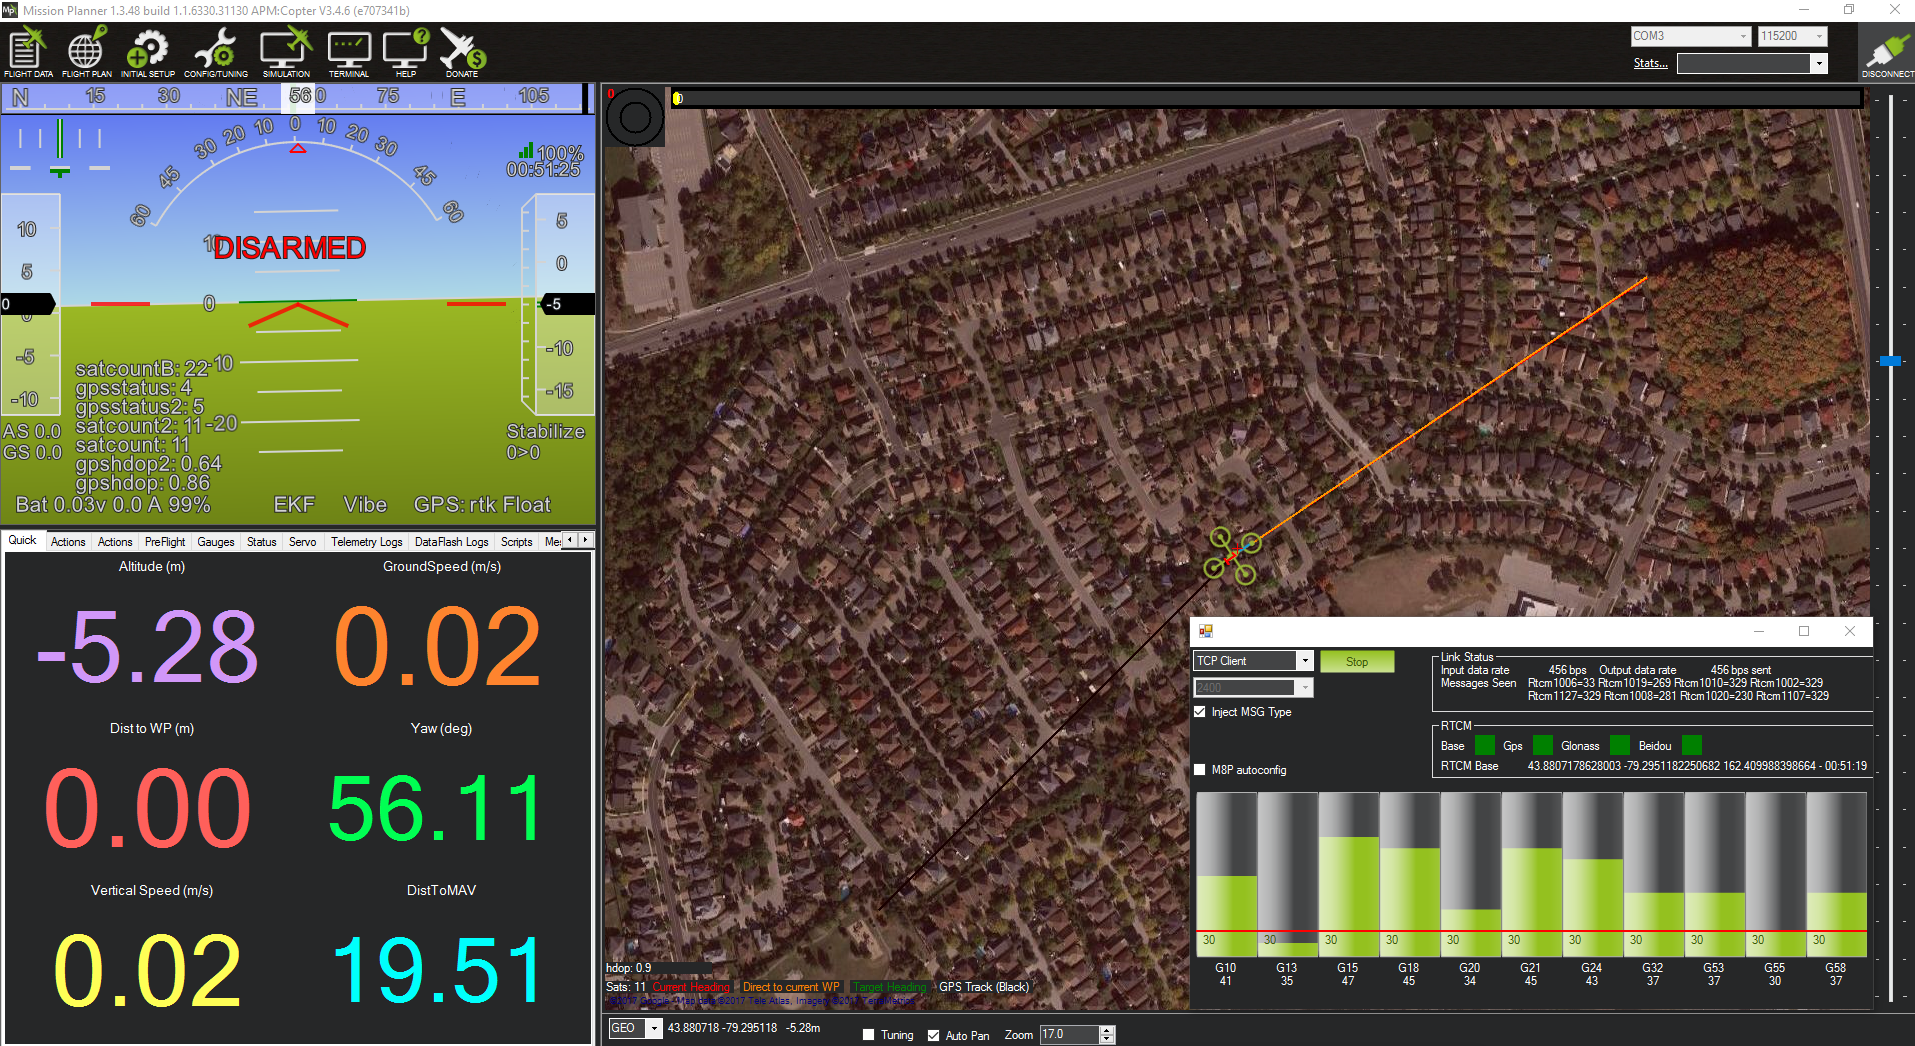 Mission Planner 1.3.48 build 1.1.6330.31130 APM:Copter V3.4.6 (e707341b)
FLIGHT DATA FLIGHT PLAN INITIAL SETUP CONFIG/TUNING SIMULATION TERMINAL HELP DONATE
COM3 115200
Stats...
DISCONNECT
N 15 30 NE 56 0 75 E 105
60 45 30 20 10 0 10 20 30 45 60
100%
00:51:25
10 5 0 -5 -10
10
DISARMED
0
-10
-20
5 0 -5 -10 -15
0
satcountB: 22
gpsstatus: 4
gpsstatus2: 5
satcount2: 11
satcount: 11
gpshdop2: 0.64
gpshdop: 0.86
AS 0.0
GS 0.0
Stabilize
0>0
Bat 0.03v 0.0 A 99% EKF Vibe GPS: rtk Float
Quick Actions Actions PreFlight Gauges Status Servo Telemetry Logs DataFlash Logs Scripts Me
Altitude (m) GroundSpeed (m/s)
-5.28 0.02
Dist to WP (m) Yaw (deg)
0.00 56.11
Vertical Speed (m/s) DistToMAV
0.02 19.51
0
0
hdop: 0.9
Sats: 11 Current Heading Direct to current WP Target Heading GPS Track (Black)
©2017 Google - Map data ©2017 Tele Atlas, Imagery ©2017 TerraMetrics
GEO 43.880718 -79.295118 -5.28m Tuning Auto Pan Zoom 17.0
TCP Client Stop
2400
Inject MSG Type
M8P autoconfig
Link Status
Input data rate 456 bps Output data rate 456 bps sent
Messages Seen Rtcm1006=33 Rtcm1019=269 Rtcm1010=329 Rtcm1002=329
Rtcm1127=329 Rtcm1008=281 Rtcm1020=230 Rtcm1107=329
RTCM
Base Gps Glonass Beidou
RTCM Base 43.8807178628003 -79.2951182250682 162.409988398664 - 00:51:19
30 30 30 30 30 30 30 30 30 30 30
G10 G13 G15 G18 G20 G21 G24 G32 G53 G55 G58
41 35 47 45 34 45 43 37 37 30 37